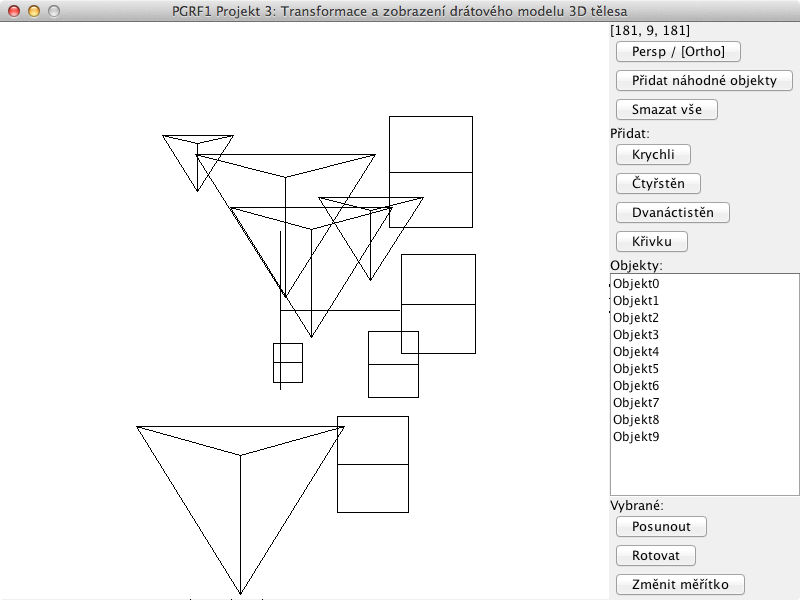 PGRF1 Projekt 3: Transformace a zobrazení drátového modelu 3D tělesa
[181, 9, 181]
Persp / [Ortho]
Přidat náhodné objekty
Smazat vše
Přidat:
Krychli
Čtyřstěn
Dvanáctistěn
Křivku
Objekty:
Objekt0
Objekt1
Objekt2
Objekt3
Objekt4
Objekt5
Objekt6
Objekt7
Objekt8
Objekt9
Vybrané:
Posunout
Rotovat
Změnit měřítko